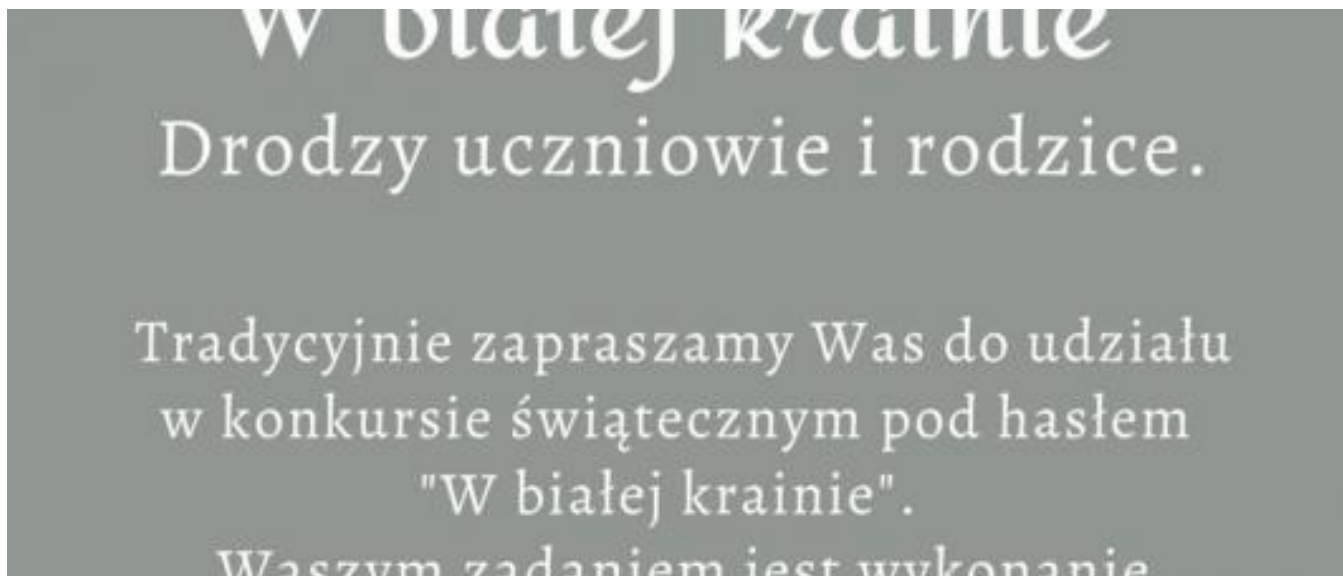 W białej krainie
Drodzy uczniowie i rodzice.
Tradycyjnie zapraszamy Was do udziału
w konkursie świątecznym pod hasłem
"W białej krainie".
Waszym zadaniem jest wykonanie